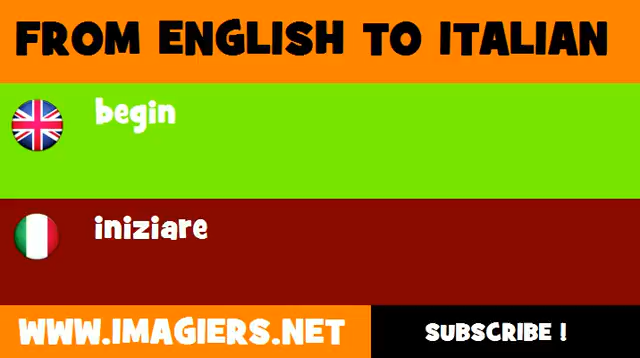 FROM ENGLISH TO ITALIAN
begin
iniziare
WWW.IMAGIERS.NET
SUBSCRIBE !